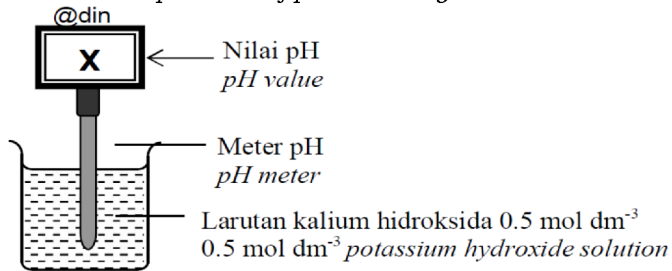 @din
X
Nilai pH
pH value
Meter pH
pH meter
Larutan kalium hidroksida 0.5 mol dm⁻³
0.5 mol dm⁻³ potassium hydroxide solution